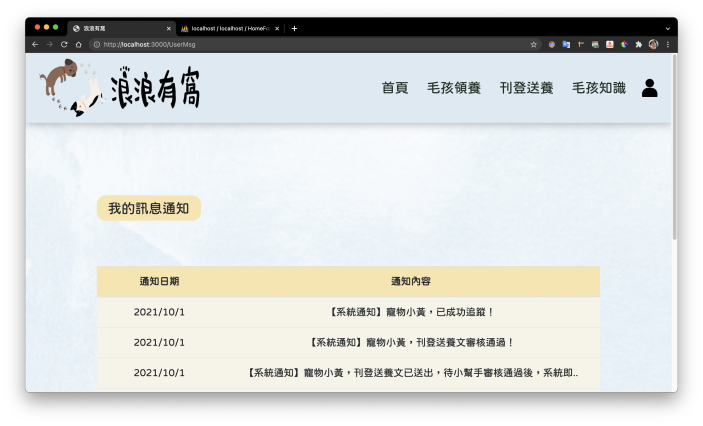 浪浪有窩
localhost / localhost / HomeFo
http://localhost:3000/UserMsg
浪浪有窩
首頁
毛孩領養
刊登送養
毛孩知識
我的訊息通知
通知日期
通知內容
2021/10/1
【系統通知】寵物小黃，已成功追蹤！
2021/10/1
【系統通知】寵物小黃，刊登送養文審核通過！
2021/10/1
【系統通知】寵物小黃，刊登送養文已送出，待小幫手審核通過後，系統即..